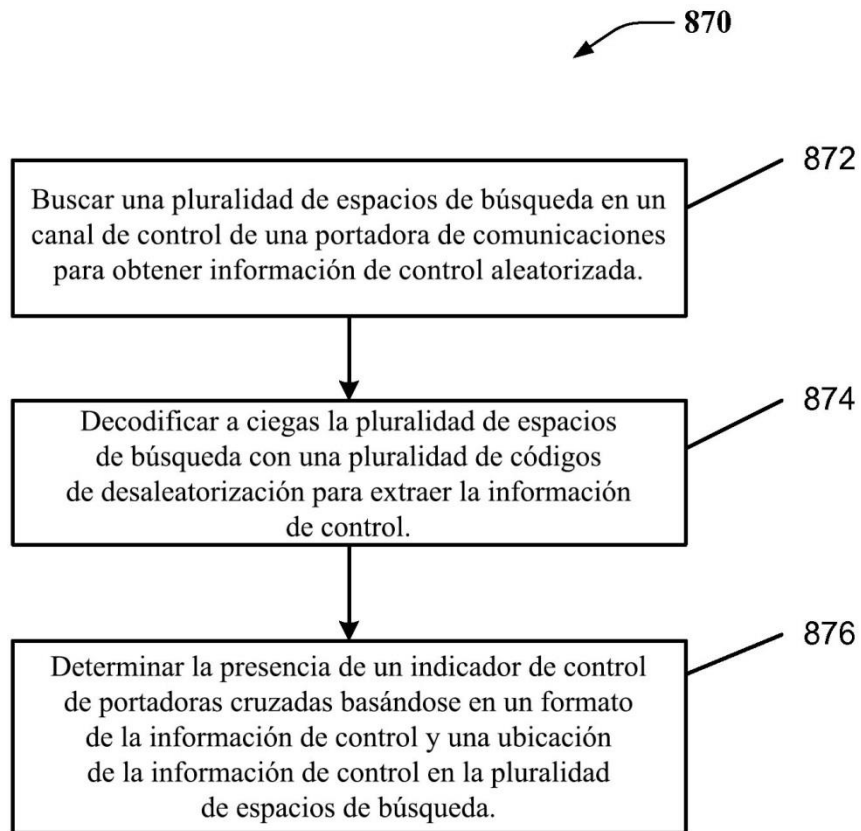 870
872
Buscar una pluralidad de espacios de búsqueda en un
canal de control de una portadora de comunicaciones
para obtener información de control aleatorizada.
874
Decodificar a ciegas la pluralidad de espacios
de búsqueda con una pluralidad de códigos
de desaleatorización para extraer la información
de control.
876
Determinar la presencia de un indicador de control
de portadoras cruzadas basándose en un formato
de la información de control y una ubicación
de la información de control en la pluralidad
de espacios de búsqueda.